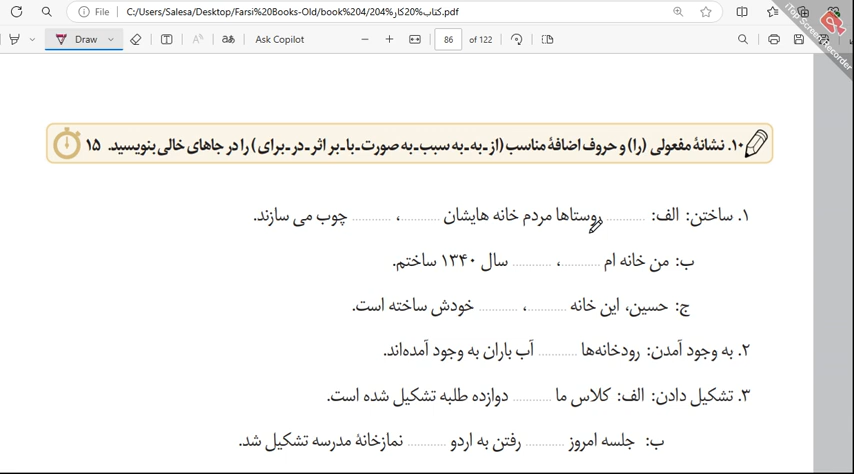 File C:/Users/Salesa/Desktop/Farsi%20Books-Old/book%204/204%کتاب%20کار.pdf
Draw Ask Copilot 86 of 122
iTop Screen Recorder
۱۰. نشانهٔ مفعولی (را) و حروف اضافهٔ مناسب (از ـ به ـ به سبب ـ به صورت ـ با ـ بر اثر ـ در ـ برای) را در جاهای خالی بنویسید. ۱۵
۱. ساختن: الف: ............ روستاها مردم خانه هایشان ............، ............ چوب می سازند.
ب: من خانه ام ............، ............ سال ۱۳۴۰ ساختم.
ج: حسین، این خانه ............، ............ خودش ساخته است.
۲. به وجود آمدن: رودخانه‌ها ............ آب باران به وجود آمده‌اند.
۳. تشکیل دادن: الف: کلاس ما ............ دوازده طلبه تشکیل شده است.
ب: جلسه امروز ............ رفتن به اردو ............ نمازخانهٔ مدرسه تشکیل شد.